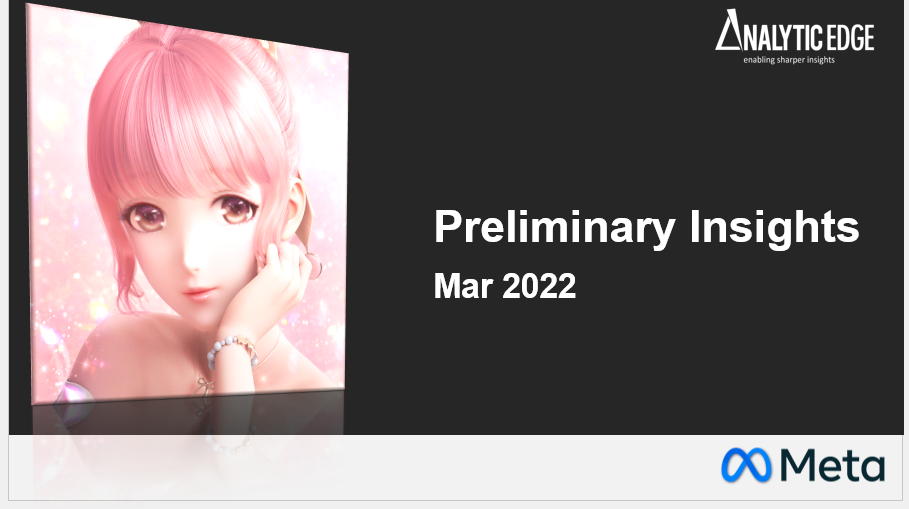 ANALYTIC EDGE
enabling sharper insights
Preliminary Insights
Mar 2022
Meta